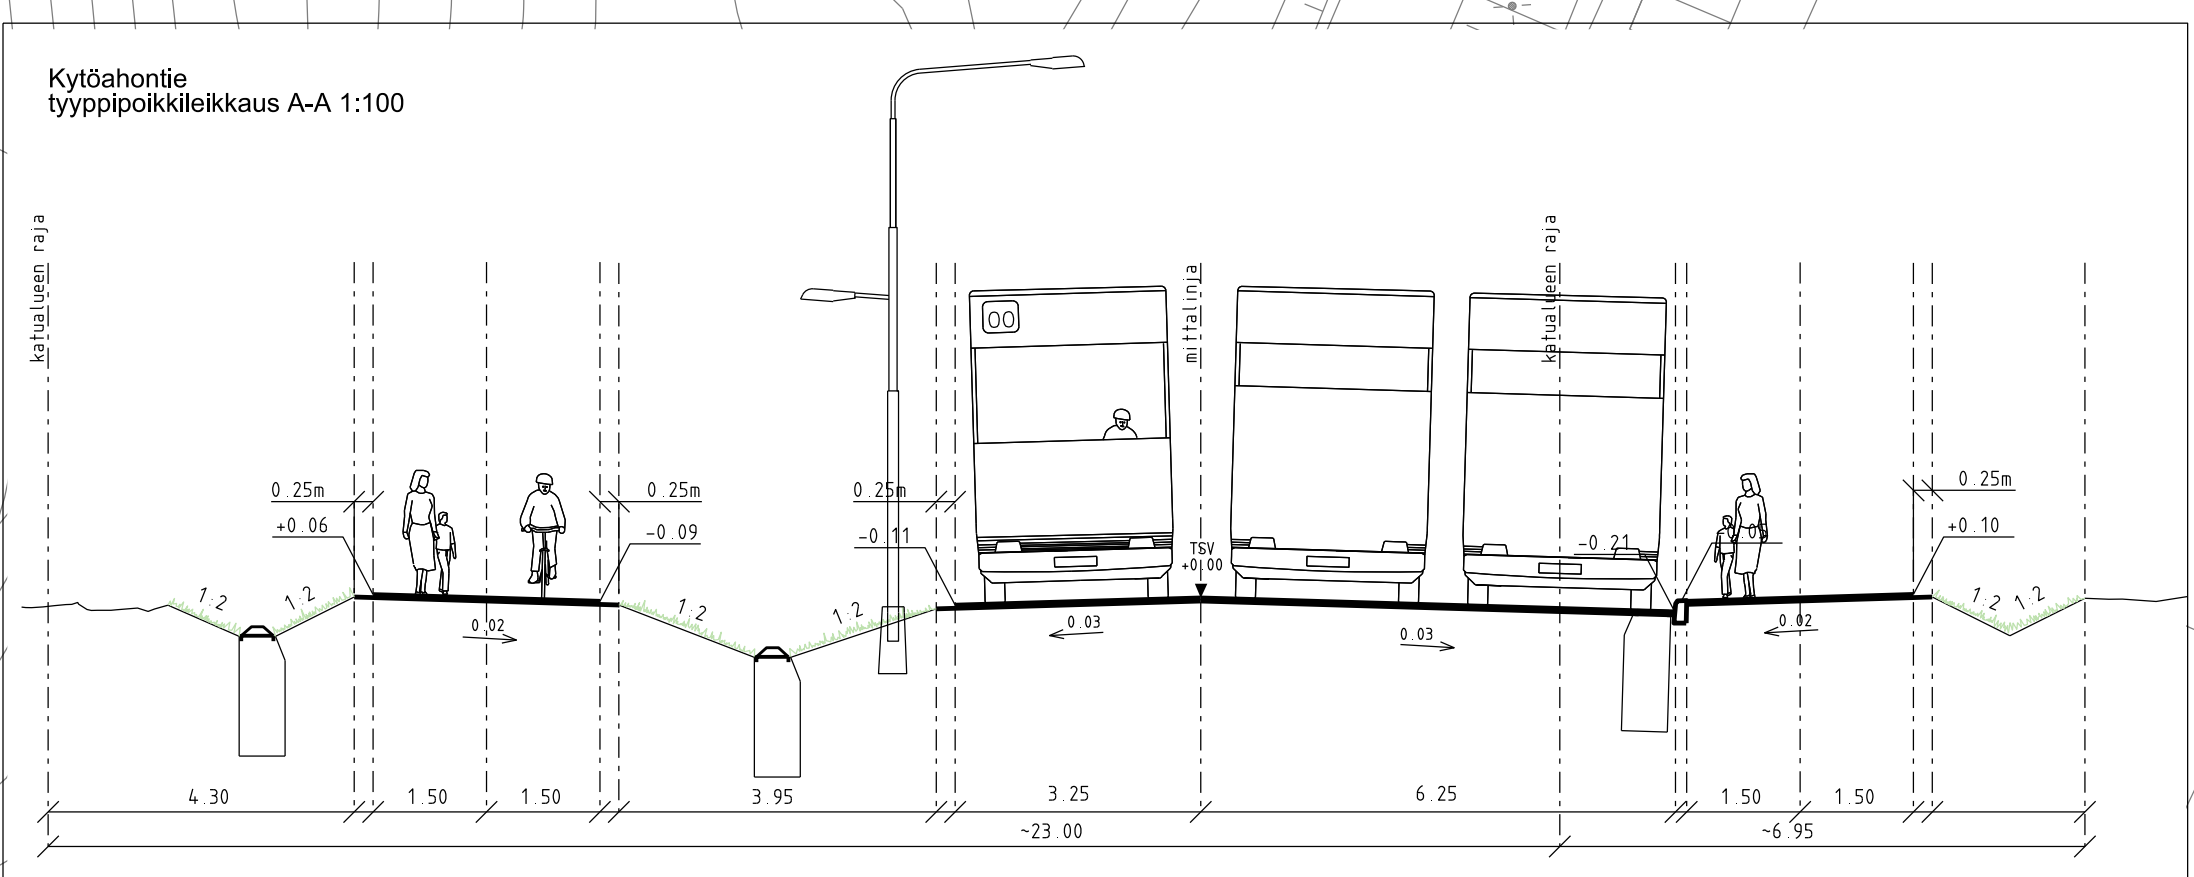 Kytöahontie
tyyppipoikkileikkaus A-A 1:100
katualueen raja
mittalinja
katualueen raja
00
0.25m
0.25m
0.25m
0.25m
+0.06
-0.09
-0.11
TSV
+0.00
-0.21
+0.10
1:2
1:2
1:2
1:2
1:2
1:2
0.02
0.03
0.03
0.02
4.30
1.50
1.50
3.95
3.25
6.25
1.50
1.50
~23.00
~6.95